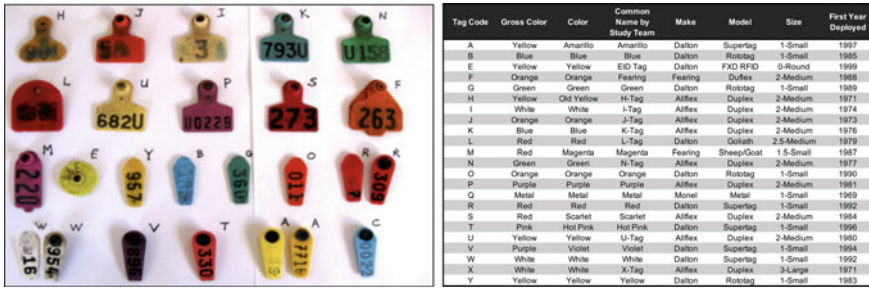 H J I K N
793U U158
L U P S F
682U U0229 273 263
M E Y B G O R R
220 957 360 011 7 309
W W V T A A C
16 954 896 330 7718 0022
Tag Code Gross Color Color Common Name by Study Team Make Model Size First Year Deployed
A Yellow Amarillo Amarillo Dalton Supertag 1-Small 1997
B Blue Blue Blue Dalton Rototag 1-Small 1985
E Yellow Yellow EID Tag Dalton FXD RFID 0-Round 1999
F Orange Orange Fearing Fearing Duflex 2-Medium 1988
G Green Green Green Dalton Rototag 1-Small 1989
H Yellow Old Yellow H-Tag Allflex Duplex 2-Medium 1971
I White White I-Tag Allflex Duplex 2-Medium 1974
J Orange Orange J-Tag Allflex Duplex 2-Medium 1973
K Blue Blue K-Tag Allflex Duplex 2-Medium 1976
L Red Red L-Tag Dalton Goliath 2.5-Medium 1979
M Red Magenta Magenta Fearing Sheep/Goat 1.5-Small 1987
N Green Green N-Tag Allflex Duplex 2-Medium 1977
O Orange Orange Orange Dalton Rototag 1-Small 1990
P Purple Purple Purple Allflex Duplex 2-Medium 1981
Q Metal Metal Metal Monel Metal 1-Small 1969
R Red Red Red Dalton Supertag 1-Small 1992
S Red Scarlet Scarlet Allflex Duplex 2-Medium 1984
T Pink Hot Pink Hot Pink Dalton Supertag 1-Small 1996
U Yellow Yellow U-Tag Allflex Duplex 2-Medium 1980
V Purple Violet Violet Dalton Supertag 1-Small 1994
W White White White Dalton Supertag 1-Small 1992
X White White X-Tag Allflex Duplex 3-Large 1971
Y Yellow Yellow Yellow Dalton Rototag 1-Small 1983